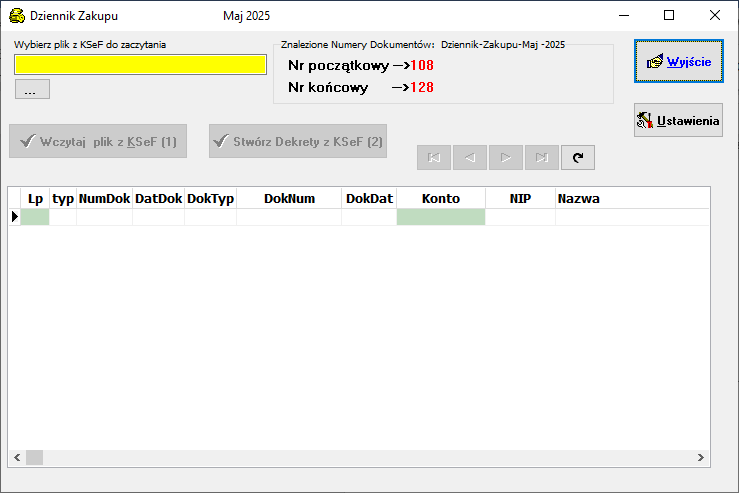 Dziennik Zakupu Maj 2025
Wybierz plik z KSeF do zaczytania
...
Znalezione Numery Dokumentów: Dziennik-Zakupu-Maj -2025
Nr początkowy -->108
Nr końcowy -->128
Wyjście
Ustawienia
Wczytaj plik z KSeF (1)
Stwórz Dekrety z KSeF (2)
Lp typ NumDok DatDok DokTyp DokNum DokDat Konto NIP Nazwa